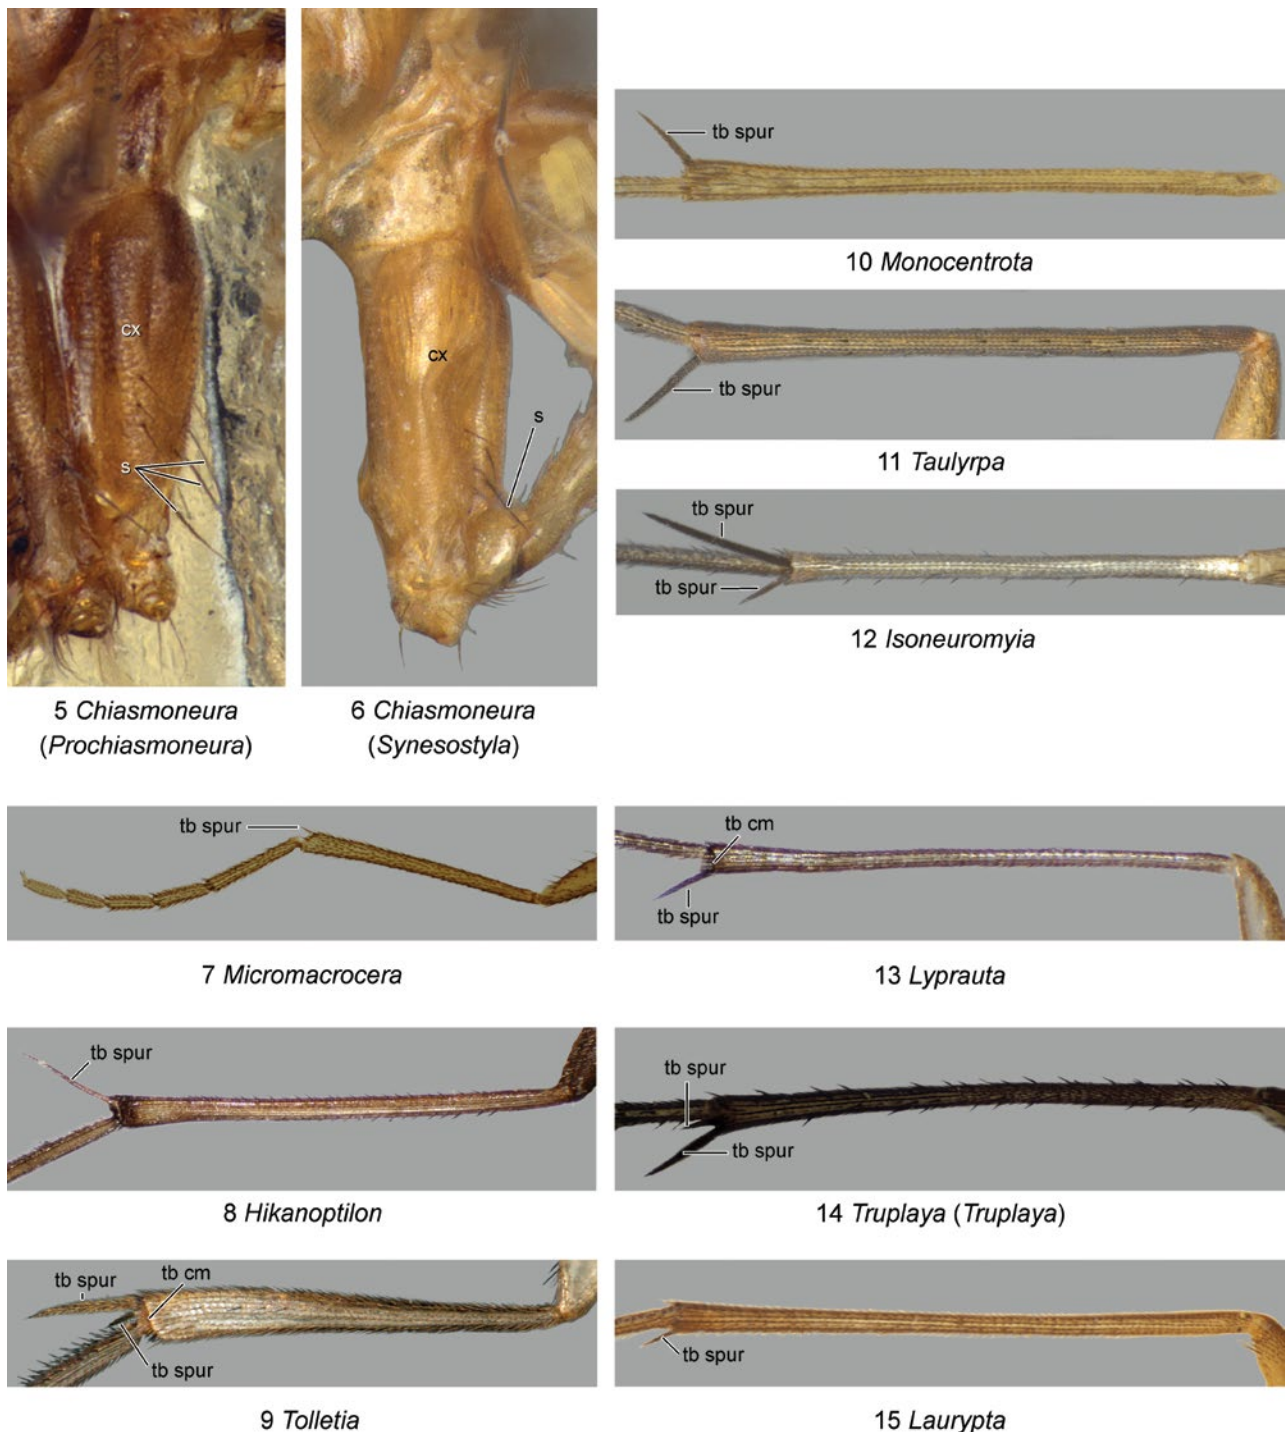 cx
s
5 Chiasmoneura
(Prochiasmoneura)
cx
s
6 Chiasmoneura
(Synesostyla)
tb spur
7 Micromacrocera
tb spur
8 Hikanoptilon
tb spur
tb cm
tb spur
9 Tolletia
tb spur
10 Monocentrota
tb spur
11 Taulyrpa
tb spur
tb spur
12 Isoneuromyia
tb cm
tb spur
13 Lyprauta
tb spur
tb spur
14 Truplaya (Truplaya)
tb spur
15 Laurypta